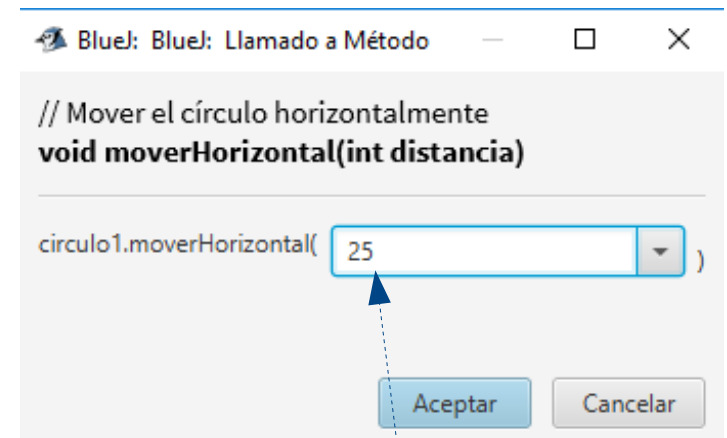 BlueJ: BlueJ: Llamado a Método
// Mover el círculo horizontalmente
void moverHorizontal(int distancia)
circulo1.moverHorizontal( 25 )
Aceptar Cancelar